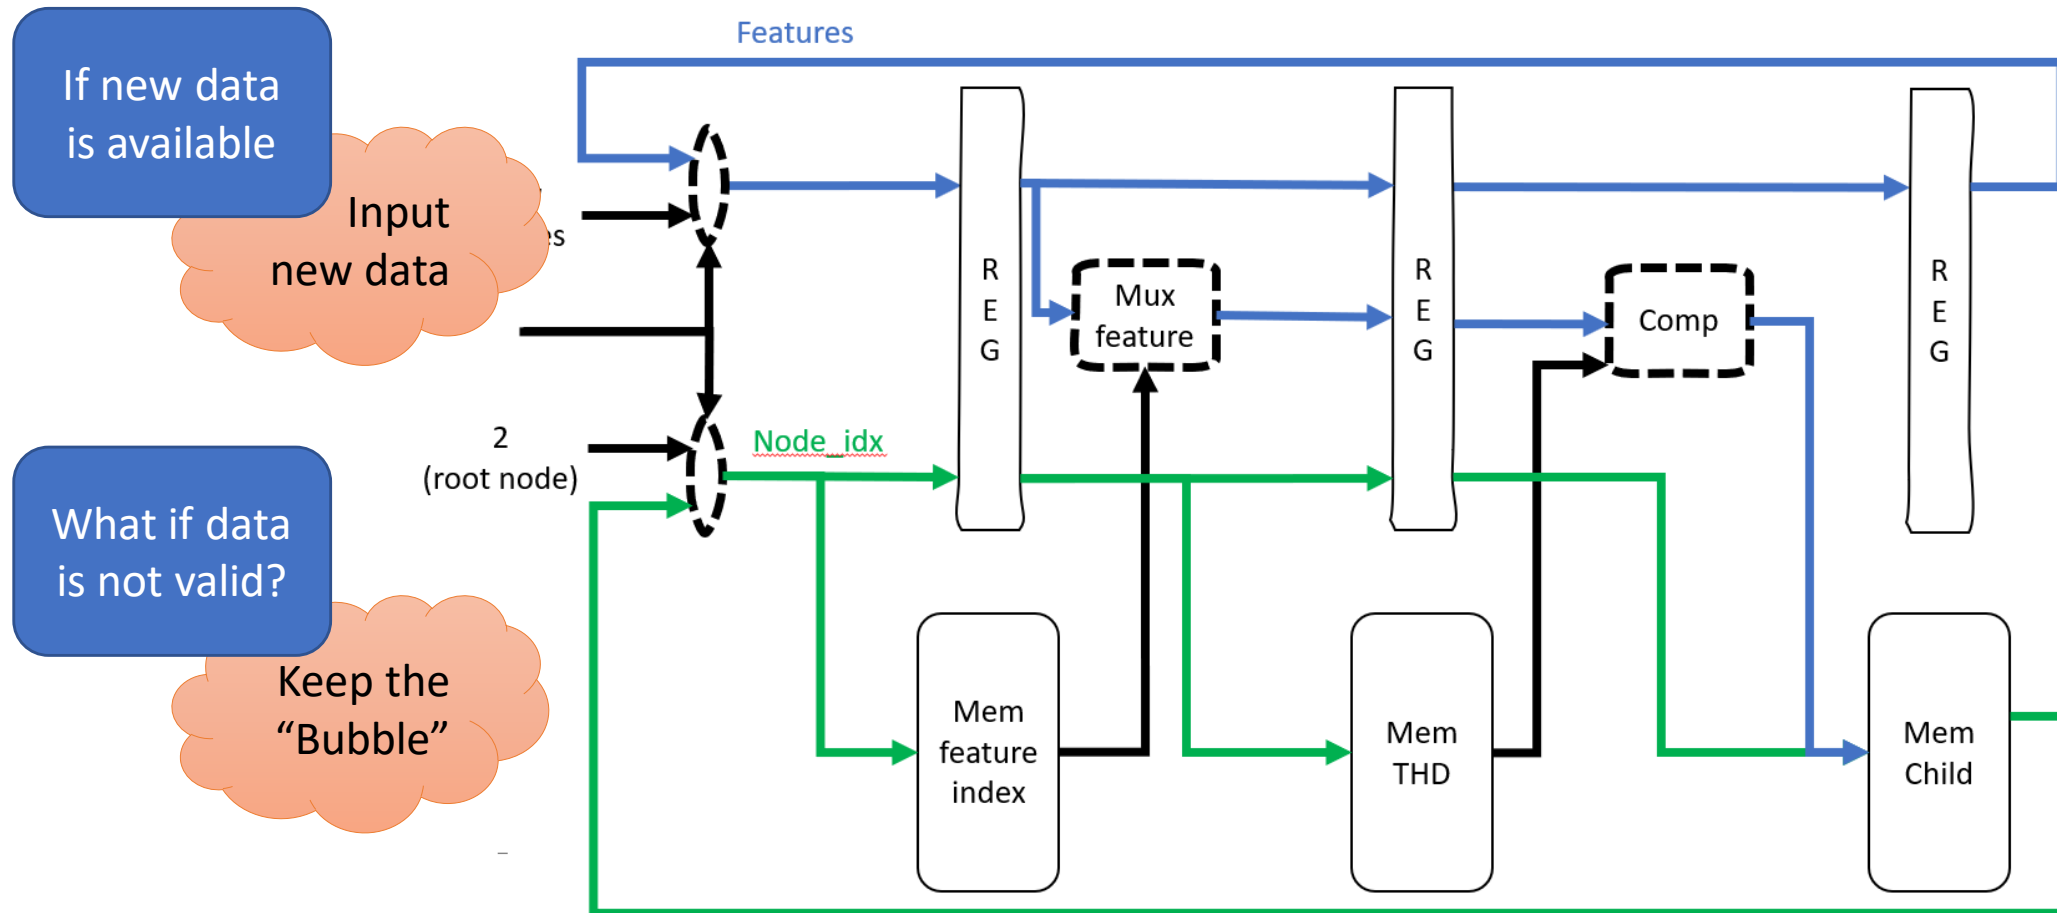 Features
If new data
is available
Input
new data
es
R
E
G
Mux
feature
R
E
G
Comp
R
E
G
2
(root node)
Node_idx
What if data
is not valid?
Keep the
“Bubble”
Mem
feature
index
Mem
THD
Mem
Child